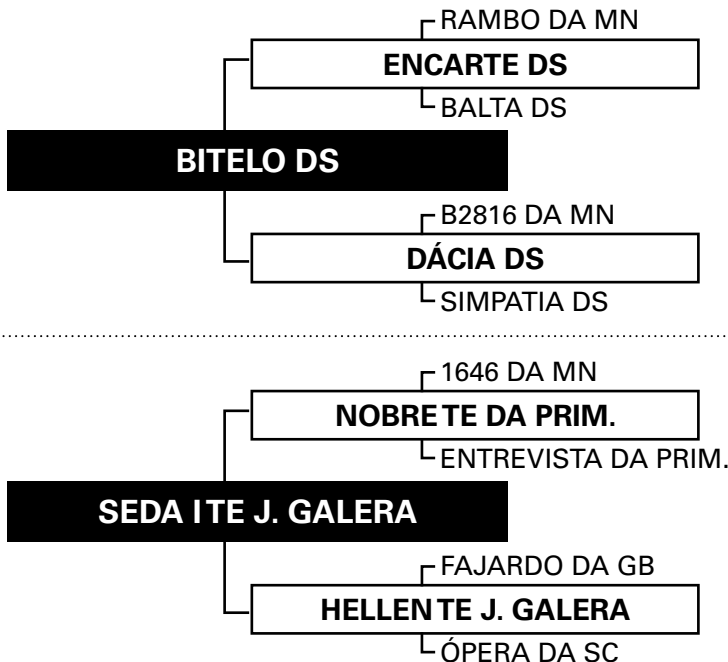 RAMBO DA MN
ENCARTE DS
BALTA DS
BITELO DS
B2816 DA MN
DÁCIA DS
SIMPATIA DS
1646 DA MN
NOBRE TE DA PRIM.
ENTREVISTA DA PRIM.
SEDA I TE J. GALERA
FAJARDO DA GB
HELLEN TE J. GALERA
ÓPERA DA SC